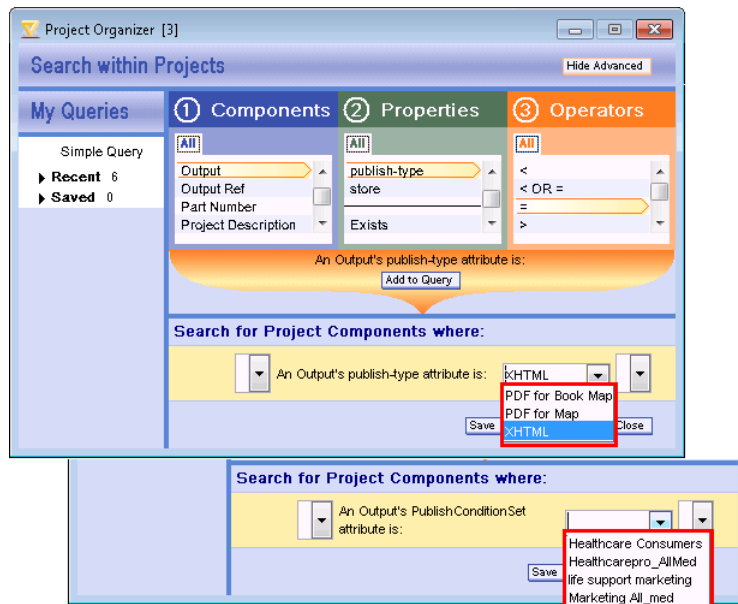 Project Organizer [3]
Search within Projects
Hide Advanced
My Queries
Simple Query
Recent 6
Saved 0
1 Components
All
Output
Output Ref
Part Number
Project Description
2 Properties
All
publish-type
store
Exists
3 Operators
All
<
< OR =
=
>
An Output's publish-type attribute is:
Add to Query
Search for Project Components where:
An Output's publish-type attribute is: XHTML
PDF for Book Map
PDF for Map
XHTML
Save
Close
Search for Project Components where:
An Output's PublishConditionSet
attribute is:
Healthcare Consumers
Healthcarepro_AllMed
life support marketing
Marketing All_med
Save